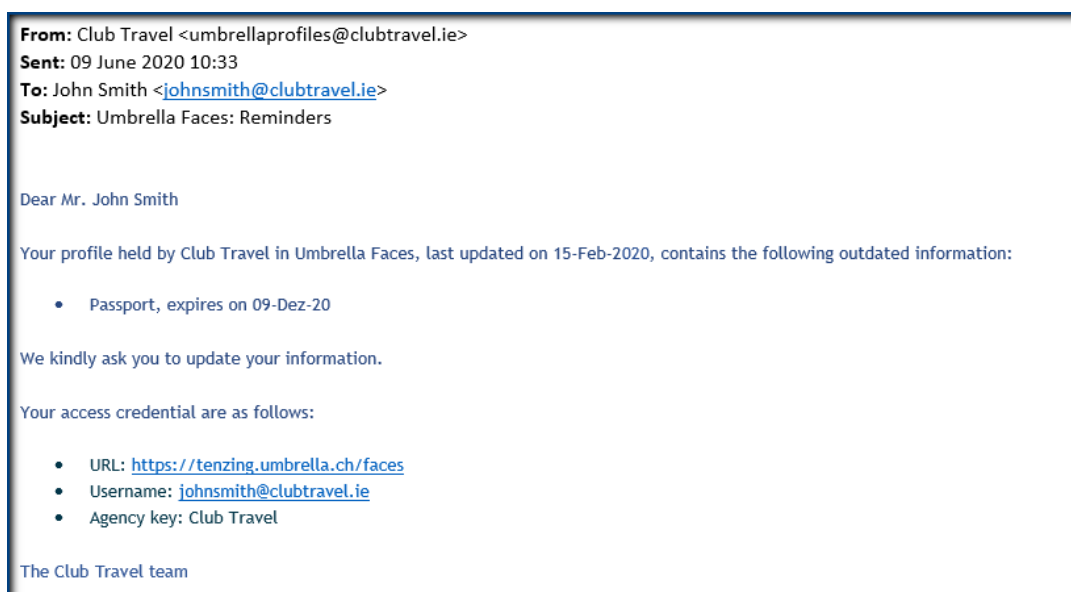 From: Club Travel <umbrellaprofiles@clubtravel.ie>
Sent: 09 June 2020 10:33
To: John Smith <johnsmith@clubtravel.ie>
Subject: Umbrella Faces: Reminders
Dear Mr. John Smith
Your profile held by Club Travel in Umbrella Faces, last updated on 15-Feb-2020, contains the following outdated information:
• Passport, expires on 09-Dez-20
We kindly ask you to update your information.
Your access credential are as follows:
• URL: https://tenzing.umbrella.ch/faces
• Username: johnsmith@clubtravel.ie
• Agency key: Club Travel
The Club Travel team